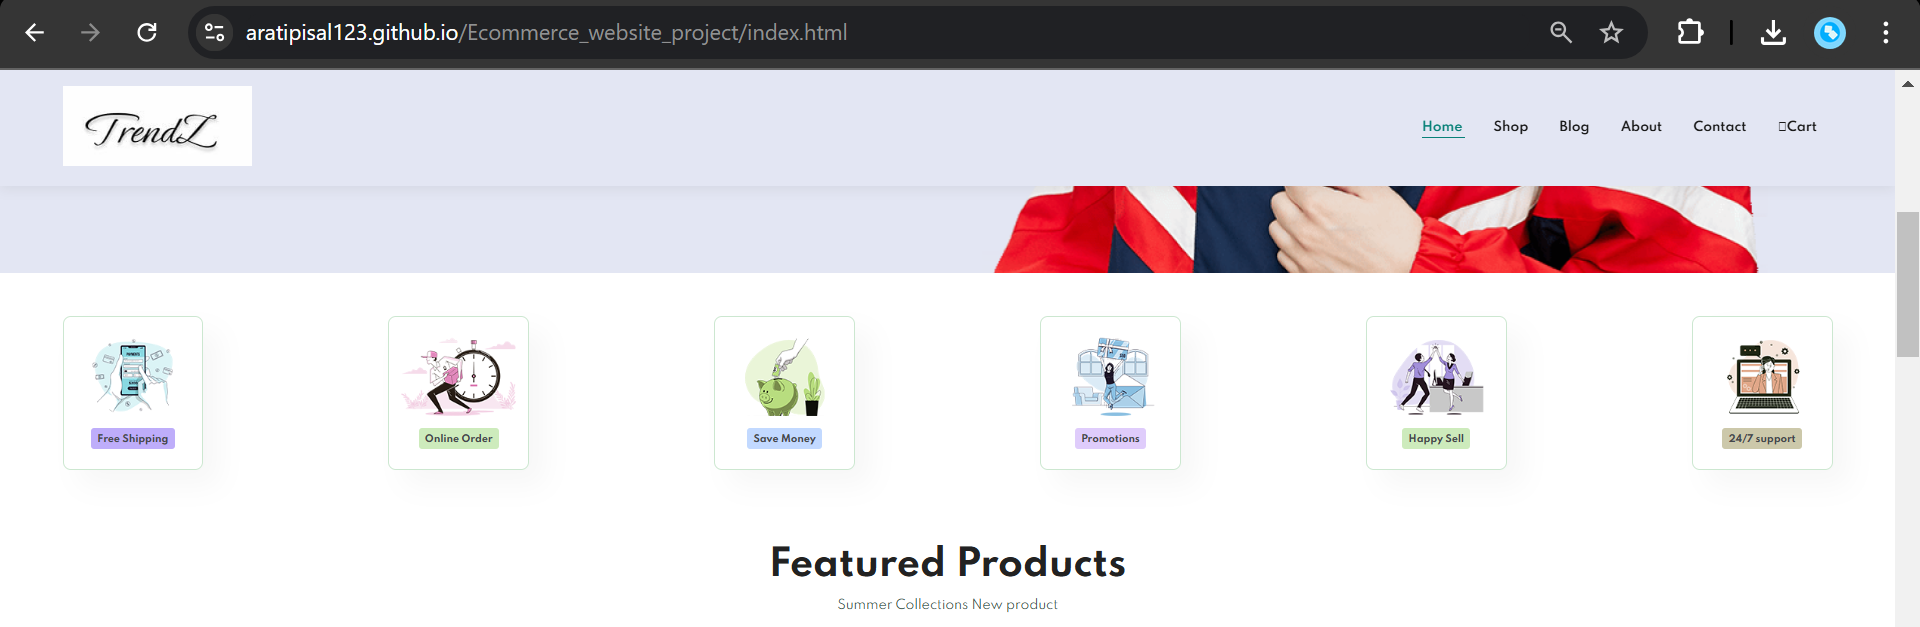 aratipisal123.github.io/Ecommerce_website_project/index.html
TrendZ
Home Shop Blog About Contact Cart
Free Shipping Online Order Save Money Promotions Happy Sell 24/7 support
Featured Products
Summer Collections New product